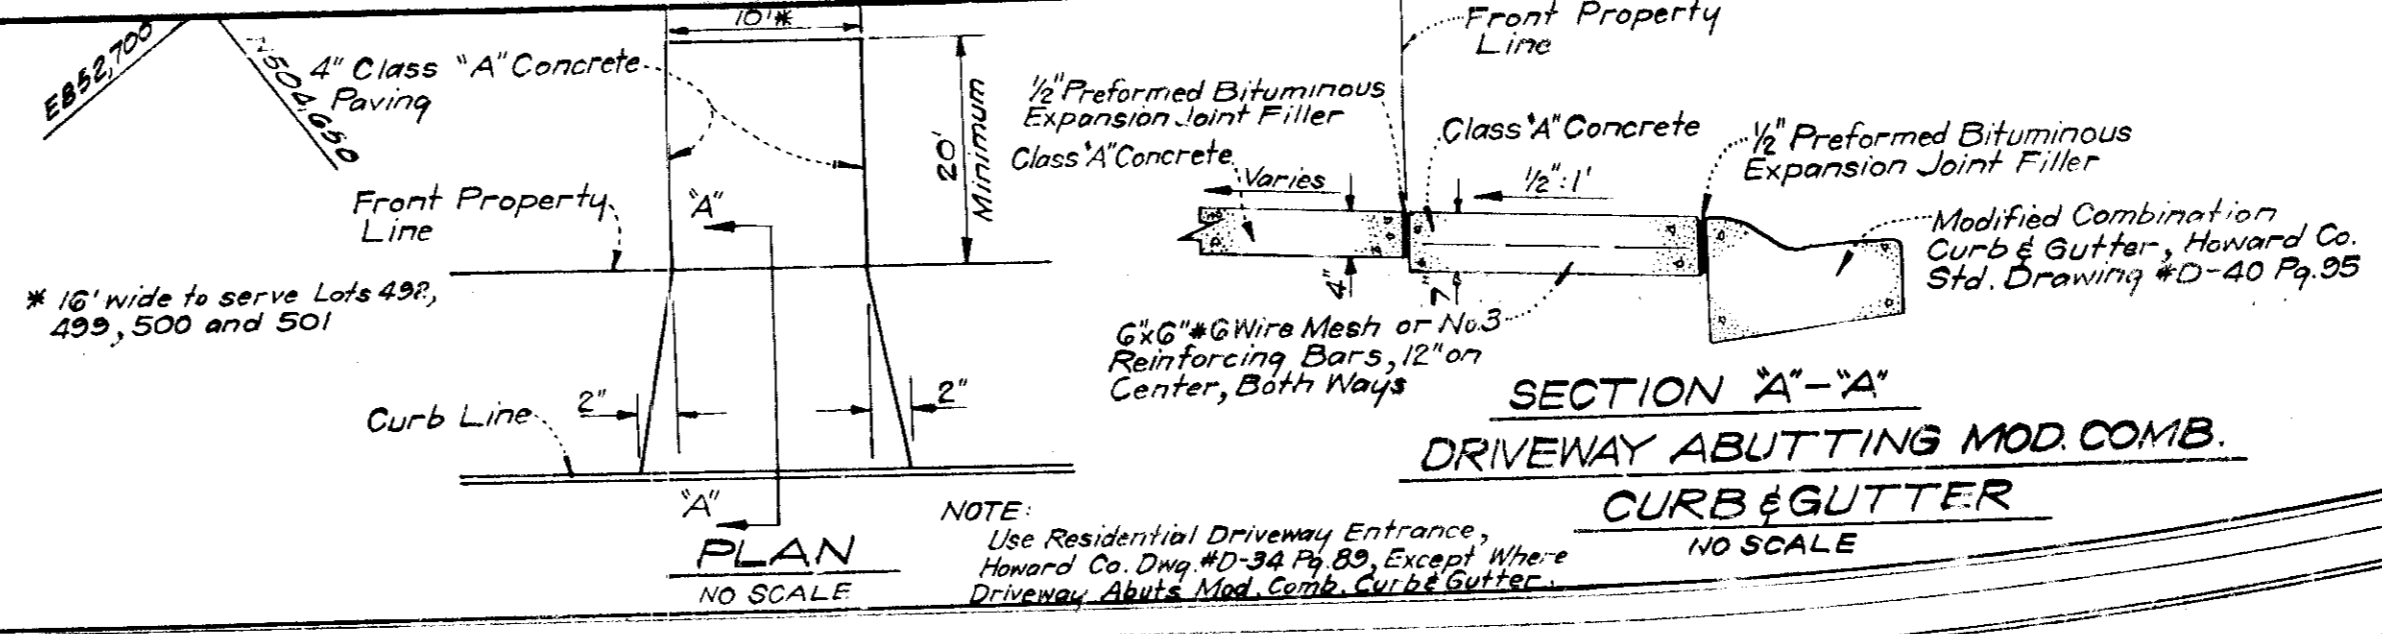 E852,700
N504,650
10'*
4" Class "A" Concrete
Paving
20'
Minimum
Front Property
Line
"A"
* 16' wide to serve Lots 498,
499, 500 and 501
2"
2"
Curb Line
"A"
PLAN
NO SCALE
NOTE:
Use Residential Driveway Entrance,
Howard Co. Dwg. #D-34 Pg. 89, Except Where
Driveway Abuts Mod. Comb. Curb & Gutter.
Front Property
Line
1/2" Preformed Bituminous
Expansion Joint Filler
Class "A" Concrete
Varies
Class "A" Concrete
1/2":1'
1/2" Preformed Bituminous
Expansion Joint Filler
Modified Combination
Curb & Gutter, Howard Co.
Std. Drawing #D-40 Pg. 95
4"
7"
6"x6" #6 Wire Mesh or No. 3
Reinforcing Bars, 12" on
Center, Both Ways
SECTION "A"-"A"
DRIVEWAY ABUTTING MOD. COMB.
CURB & GUTTER
NO SCALE